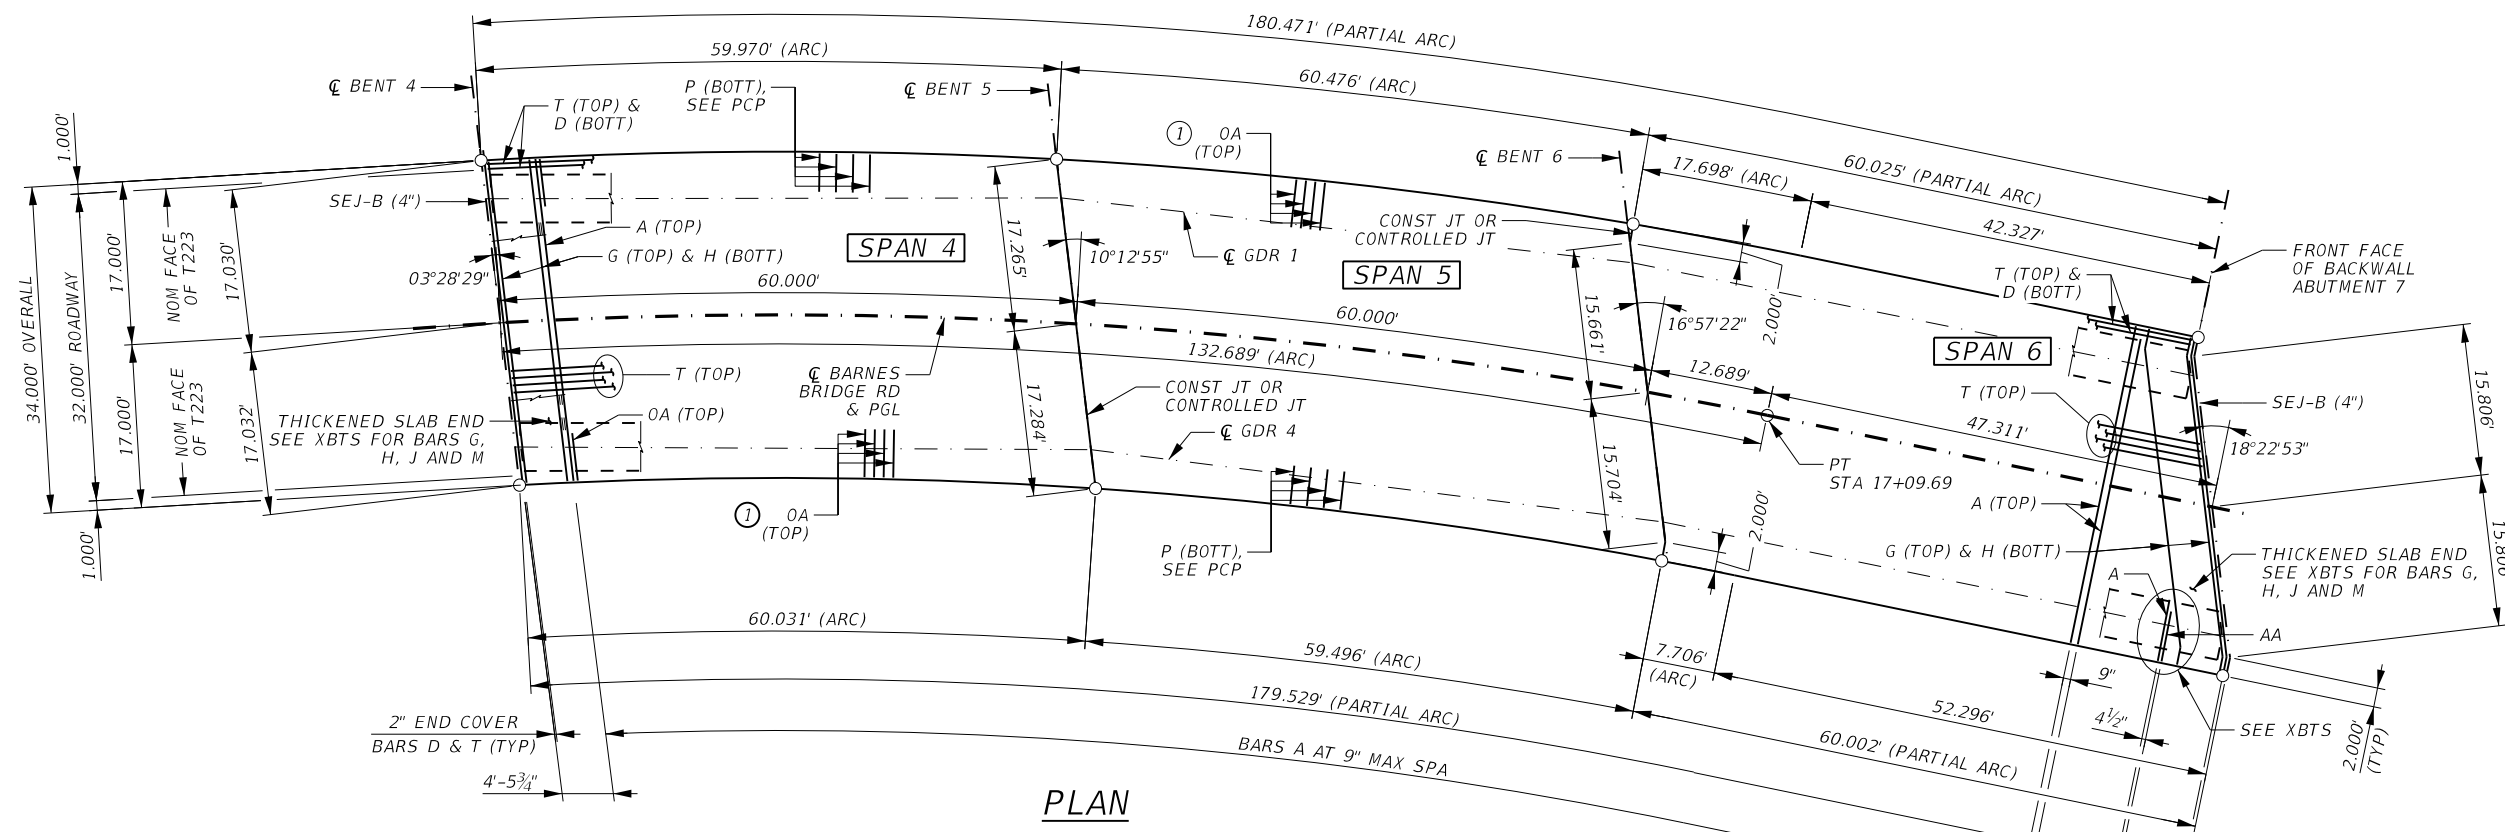 180.471' (PARTIAL ARC)
59.970' (ARC)
60.476' (ARC)
60.025' (PARTIAL ARC)
17.698' (ARC)
42.327'
℄ BENT 4
℄ BENT 5
℄ BENT 6
P (BOTT),
SEE PCP
T (TOP) &
D (BOTT)
1 OA
(TOP)
1.000'
SEJ-B (4")
A (TOP)
G (TOP) & H (BOTT)
SPAN 4
SPAN 5
SPAN 6
CONST JT OR
CONTROLLED JT
℄ GDR 1
FRONT FACE
OF BACKWALL
ABUTMENT 7
T (TOP) &
D (BOTT)
34.000' OVERALL
32.000' ROADWAY
17.000'
17.000'
NOM FACE
OF T223
NOM FACE
OF T223
17.030'
17.032'
1.000'
03°28'29"
10°12'55"
16°57'22"
18°22'53"
17.265'
17.284'
15.661'
15.704'
2.000'
2.000'
60.000'
60.000'
12.689'
47.311'
132.689' (ARC)
T (TOP)
℄ BARNES
BRIDGE RD
& PGL
CONST JT OR
CONTROLLED JT
℄ GDR 4
THICKENED SLAB END
SEE XBTS FOR BARS G,
H, J AND M
OA (TOP)
1 OA
(TOP)
P (BOTT),
SEE PCP
PT
STA 17+09.69
T (TOP)
SEJ-B (4")
15.806'
A (TOP)
G (TOP) & H (BOTT)
THICKENED SLAB END
SEE XBTS FOR BARS G,
H, J AND M
A
AA
SEE XBTS
60.031' (ARC)
59.496' (ARC)
7.706'
(ARC)
52.296'
179.529' (PARTIAL ARC)
60.002' (PARTIAL ARC)
9"
4½"
2.000'
(TYP)
2" END COVER
BARS D & T (TYP)
4'-5¾"
BARS A AT 9" MAX SPA
PLAN